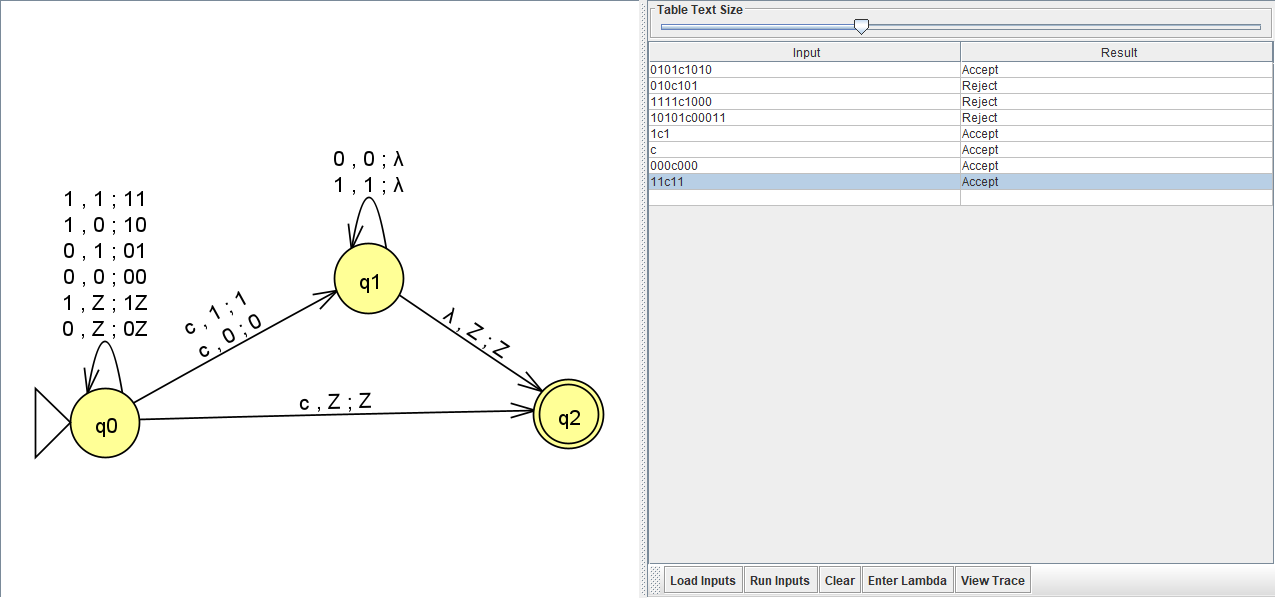 1 , 1 ; 11
1 , 0 ; 10
0 , 1 ; 01
0 , 0 ; 00
1 , Z ; 1Z
0 , Z ; 0Z
0 , 0 ; λ
1 , 1 ; λ
c , 1 ; 1
c , 0 ; 0
λ , Z ; Z
c , Z ; Z
q0
q1
q2
Table Text Size
Input Result
0101c1010 Accept
010c101 Reject
1111c1000 Reject
10101c00011 Reject
1c1 Accept
c Accept
000c000 Accept
11c11 Accept
Load Inputs Run Inputs Clear Enter Lambda View Trace